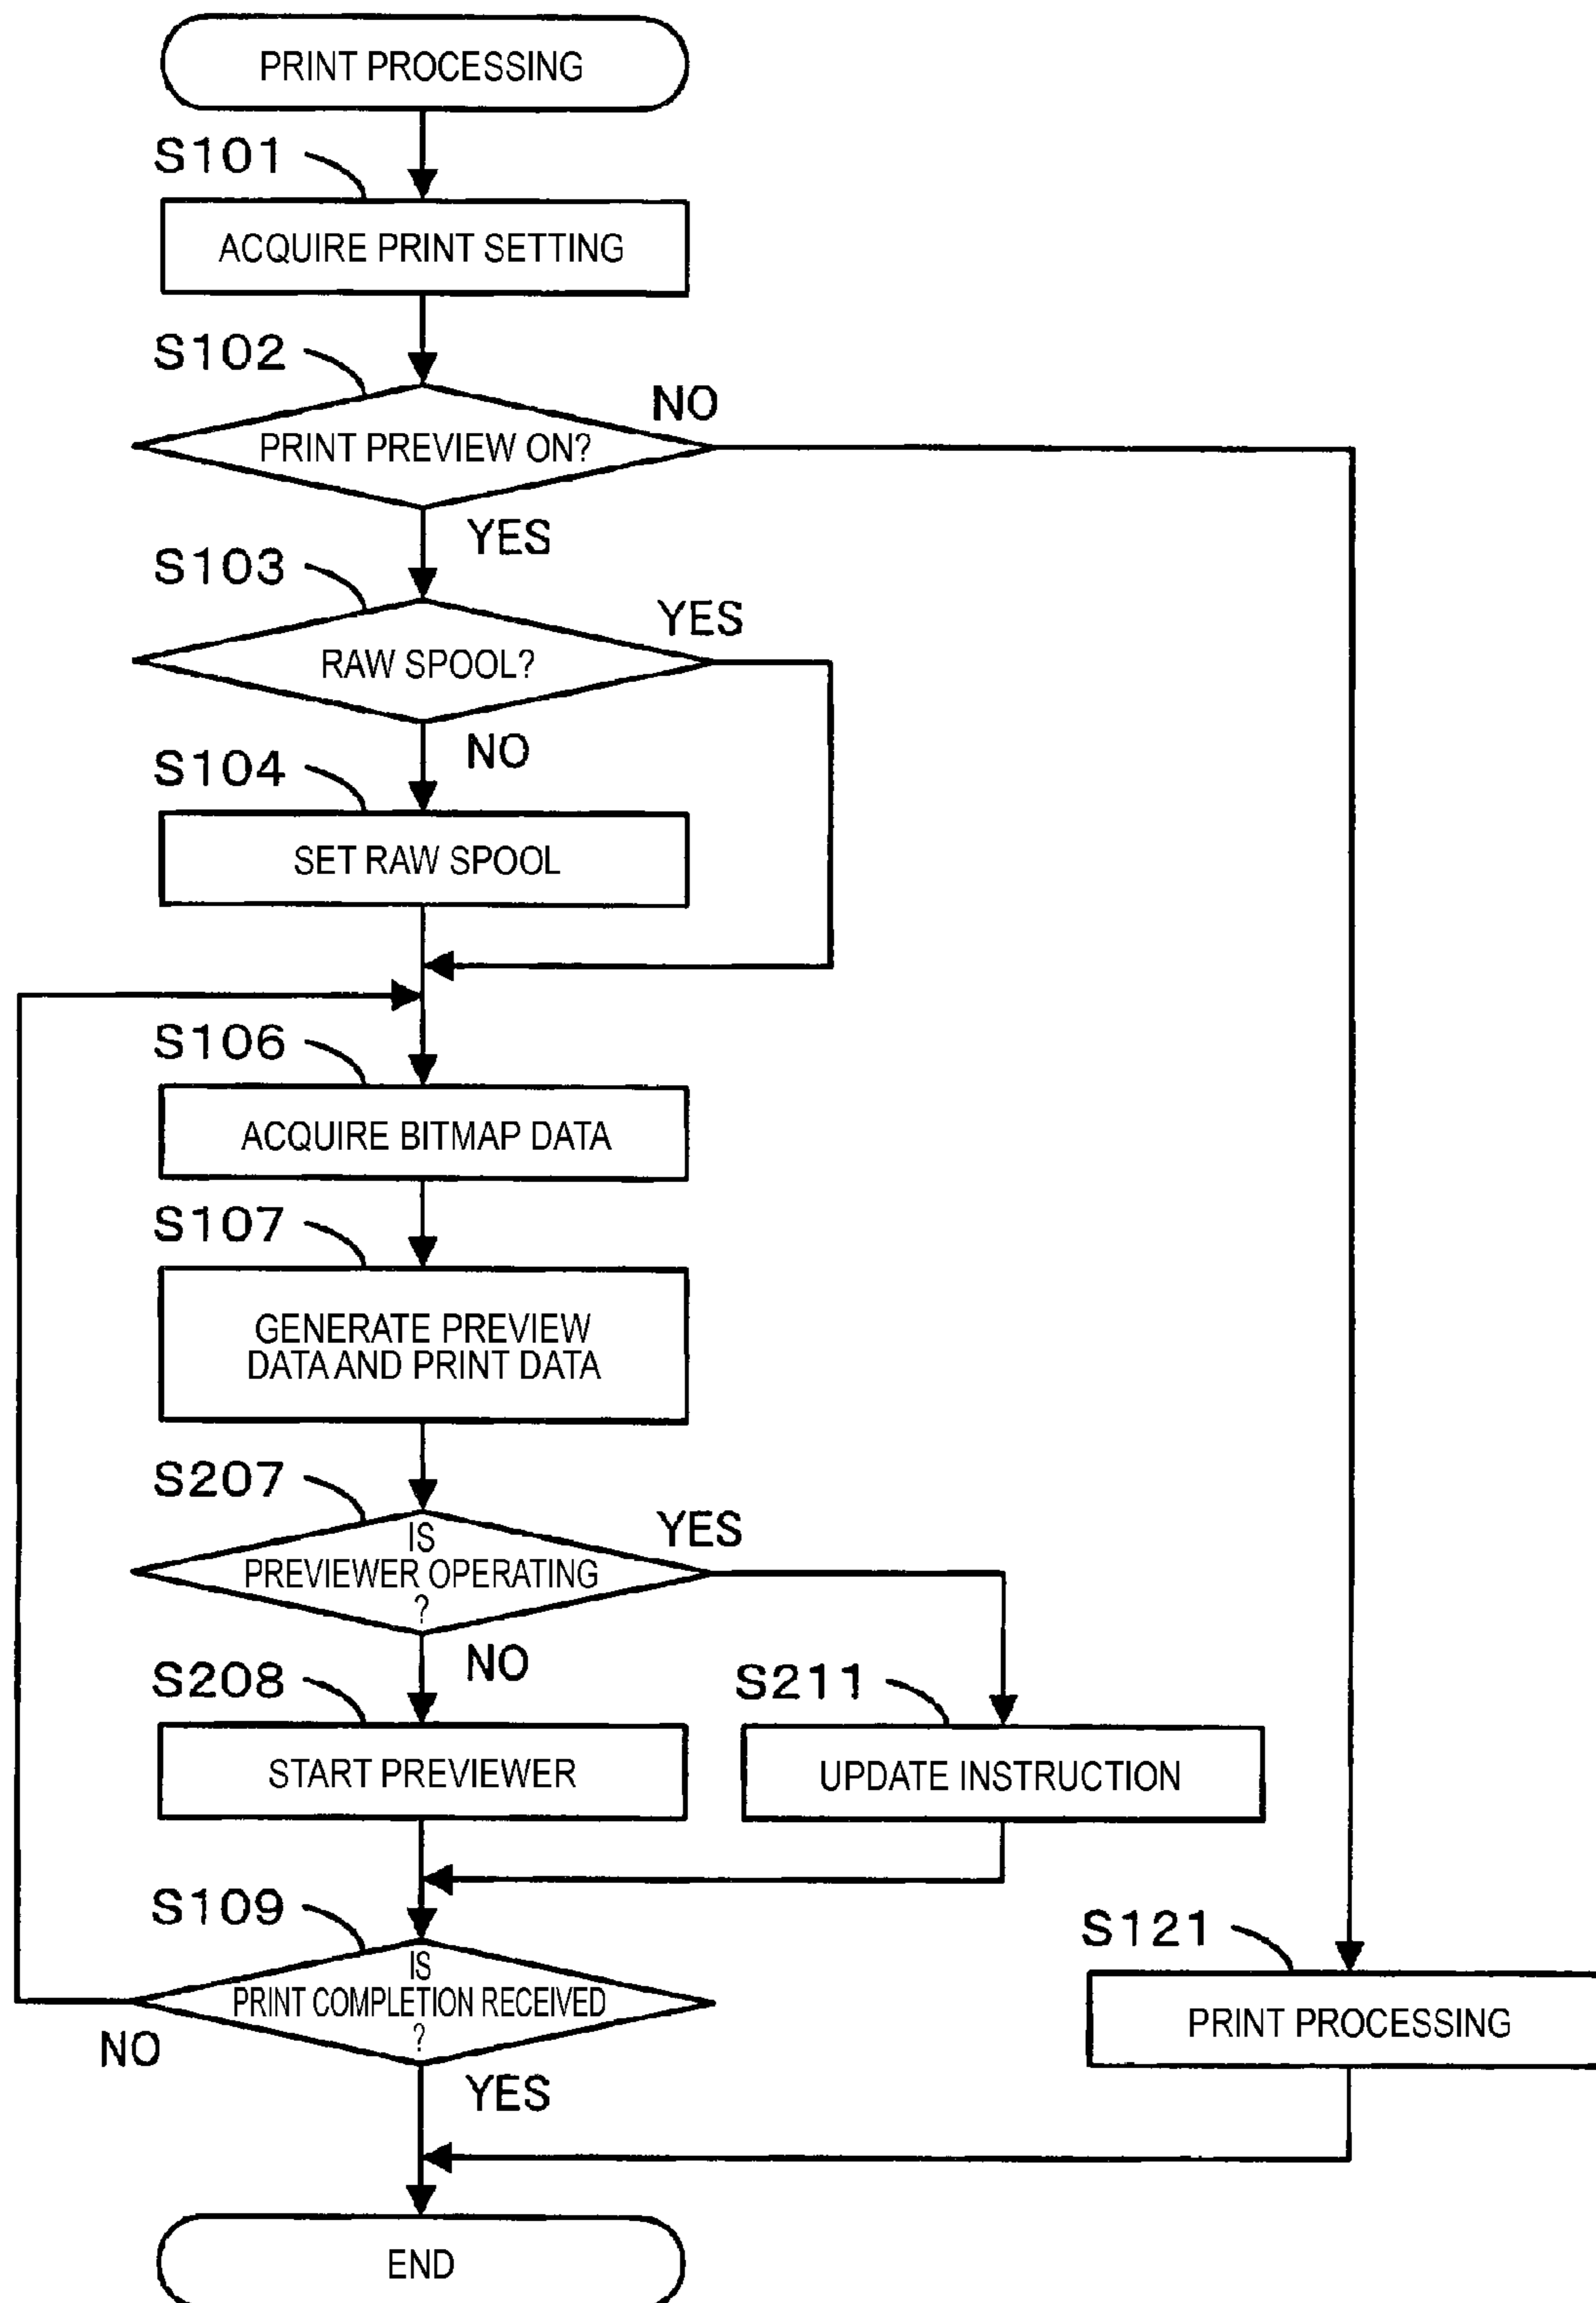 PRINT PROCESSING
S101
ACQUIRE PRINT SETTING
S102
PRINT PREVIEW ON?
NO
YES
S103
RAW SPOOL?
YES
NO
S104
SET RAW SPOOL
S106
ACQUIRE BITMAP DATA
S107
GENERATE PREVIEW
DATA AND PRINT DATA
S207
IS
PREVIEWER OPERATING
?
YES
NO
S208
START PREVIEWER
S211
UPDATE INSTRUCTION
S109
IS
PRINT COMPLETION RECEIVED
?
NO
YES
S121
PRINT PROCESSING
END